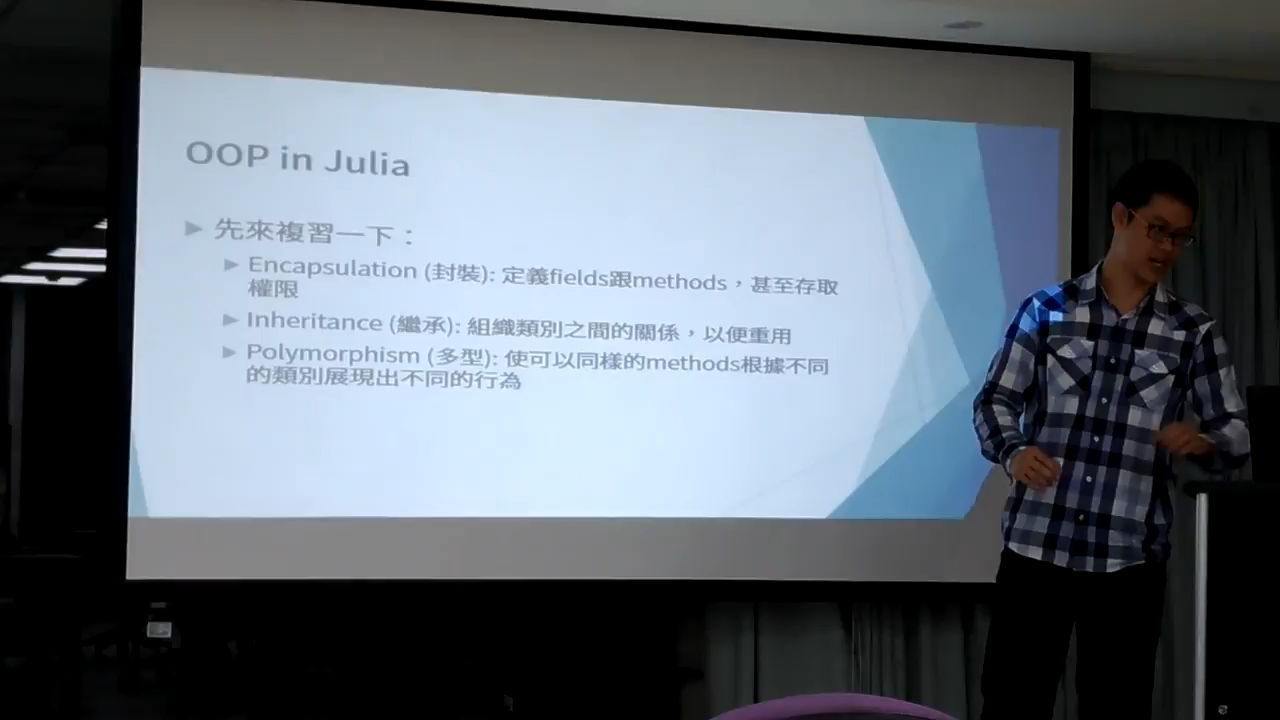 OOP in Julia
先來複習一下：
Encapsulation (封裝): 定義fields跟methods，甚至存取
權限
Inheritance (繼承): 組織類別之間的關係，以便重用
Polymorphism (多型): 使可以同樣的methods根據不同
的類別展現出不同的行為